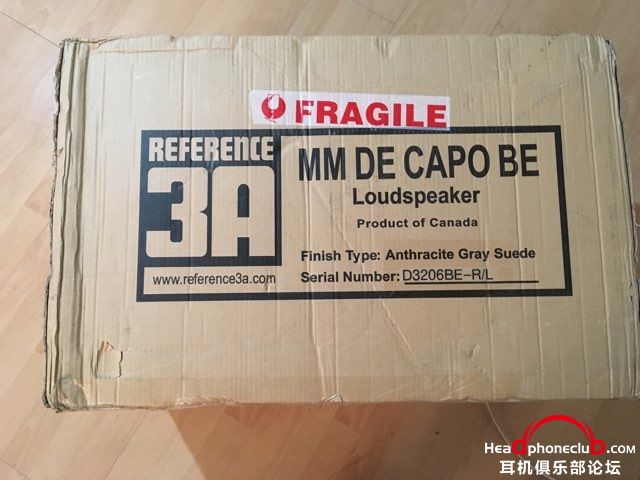 FRAGILE
REFERENCE
3A
www.reference3a.com
MM DE CAPO BE
Loudspeaker
Product of Canada
Finish Type: Anthracite Gray Suede
Serial Number: D3206BE-R/L
Headphoneclub.com
耳机俱乐部论坛